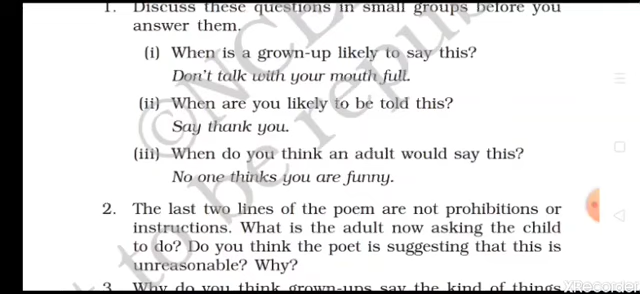 1. Discuss these questions in small groups before you
answer them.
(i) When is a grown-up likely to say this?
Don't talk with your mouth full.
(ii) When are you likely to be told this?
Say thank you.
(iii) When do you think an adult would say this?
No one thinks you are funny.
2. The last two lines of the poem are not prohibitions or
instructions. What is the adult now asking the child
to do? Do you think the poet is suggesting that this is
unreasonable? Why?
3. Why do you think grown-ups say the kind of things
©NCE
be repu
t to
XRecorder